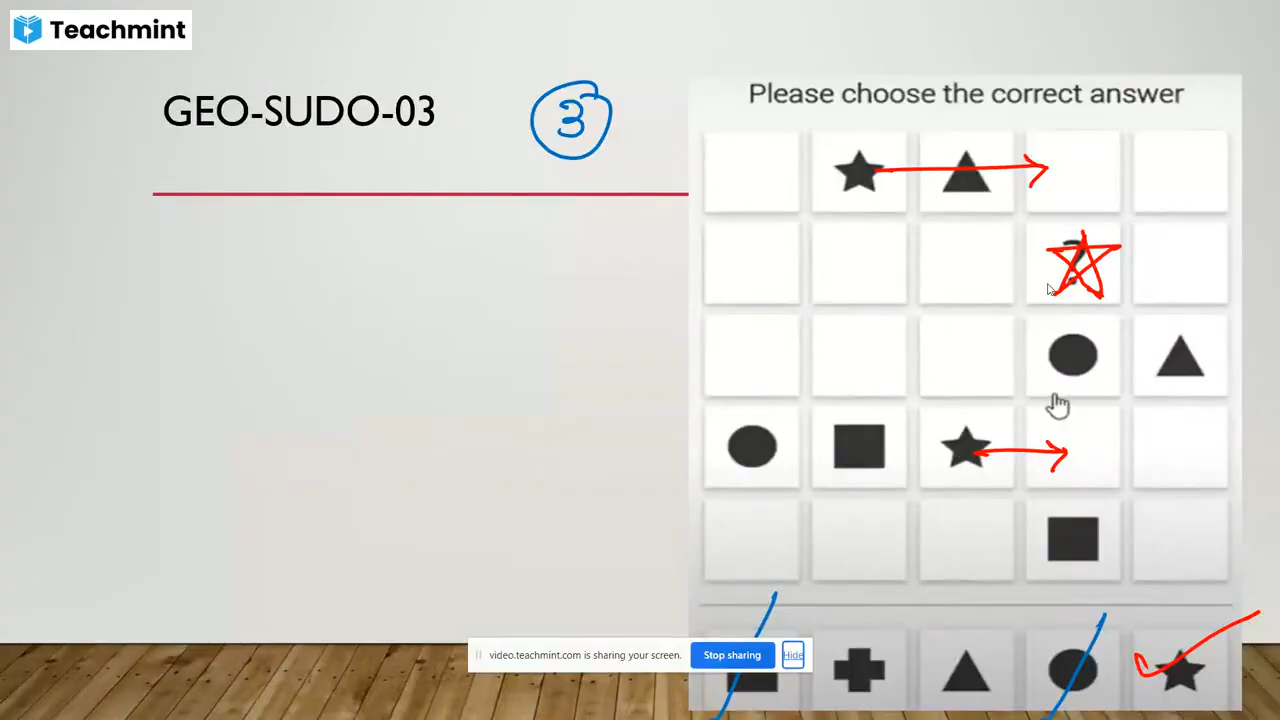 Teachmint
GEO-SUDO-03
3
Please choose the correct answer
?
video.teachmint.com is sharing your screen.
Stop sharing
Hide